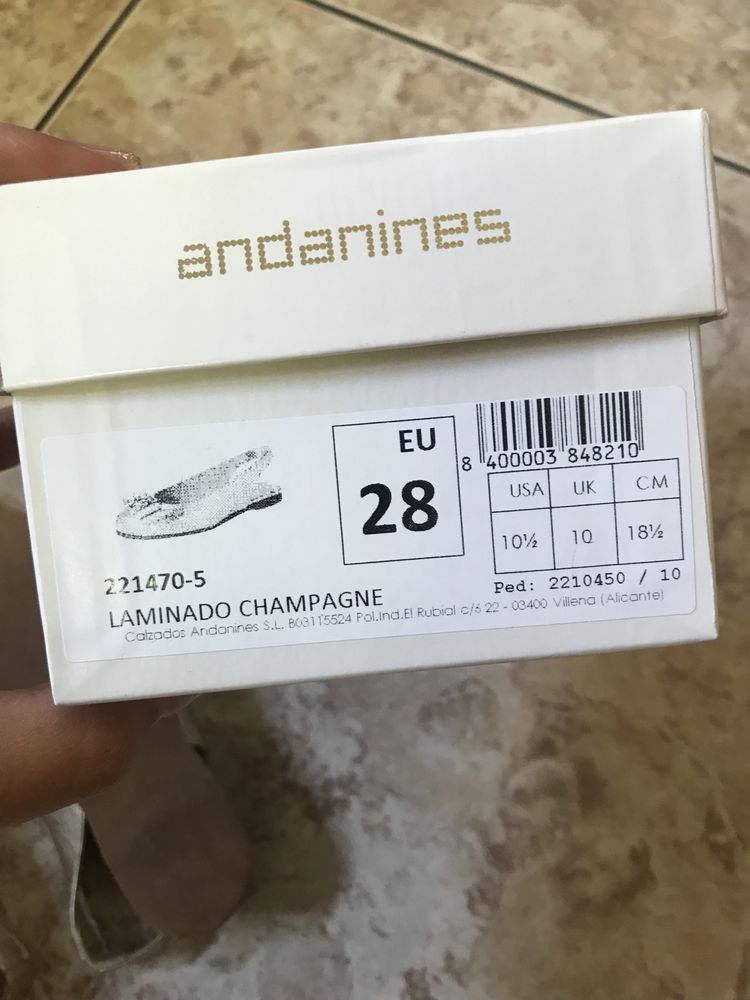 andanines
EU
28
8 400003 848210
USA UK CM
10½ 10 18½
221470-5
LAMINADO CHAMPAGNE
Ped: 2210450 / 10
Calzados Andanines S.L. B03115524 Pol.Ind.El Rubial c/6 22 - 03400 Villena (Alicante)